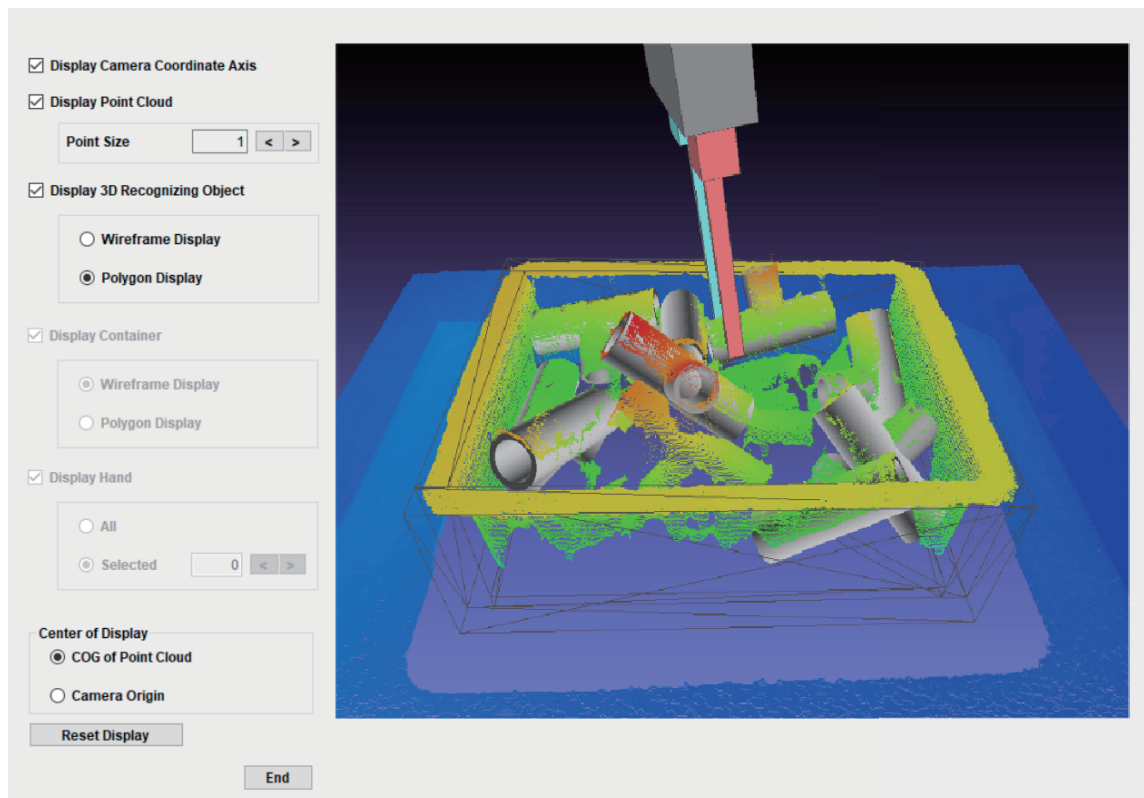 Display Camera Coordinate Axis
Display Point Cloud
Point Size 1 < >
Display 3D Recognizing Object
Wireframe Display
Polygon Display
Display Container
Wireframe Display
Polygon Display
Display Hand
All
Selected 0 < >
Center of Display
COG of Point Cloud
Camera Origin
Reset Display
End